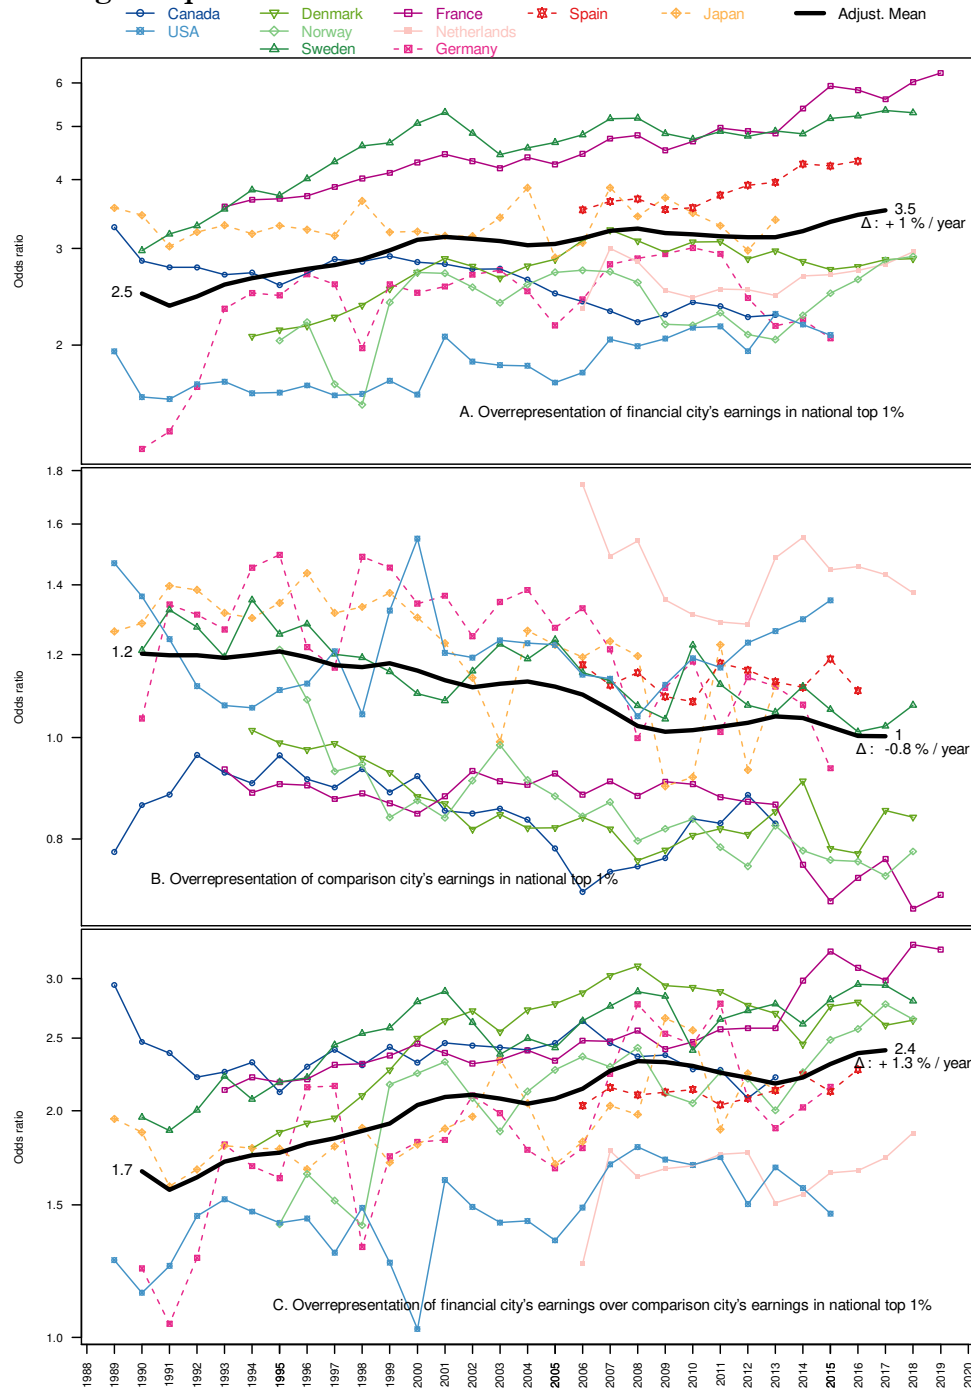 Canada
Denmark
France
Spain
Japan
Adjust. Mean
USA
Norway
Netherlands
Sweden
Germany
6
5
4
3
2
Odds ratio
2.5
3.5
Δ : + 1 % / year
A. Overrepresentation of financial city's earnings in national top 1%
1.8
1.6
1.4
1.2
1.0
0.8
Odds ratio
1.2
1
Δ : -0.8 % / year
B. Overrepresentation of comparison city's earnings in national top 1%
3.0
2.5
2.0
1.5
1.0
Odds ratio
1.7
2.4
Δ : + 1.3 % / year
C. Overrepresentation of financial city's earnings over comparison city's earnings in national top 1%
1988 1989 1990 1991 1992 1993 1994 1995 1996 1997 1998 1999 2000 2001 2002 2003 2004 2005 2006 2007 2008 2009 2010 2011 2012 2013 2014 2015 2016 2017 2018 2019